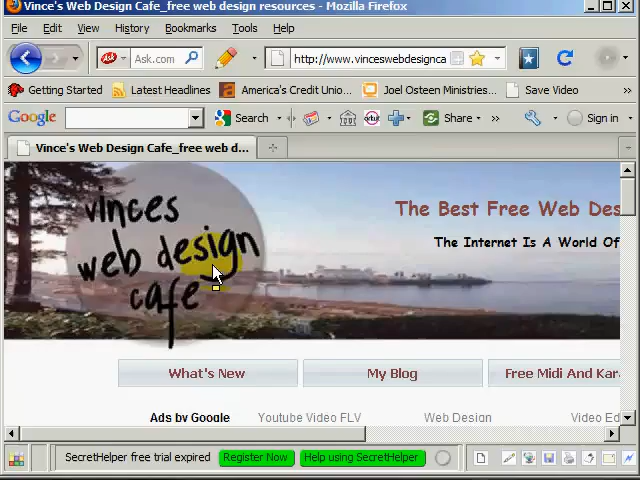 Vince's Web Design Cafe_free web design resources - Mozilla Firefox
File Edit View History Bookmarks Tools Help
Ask Ask.com http://www.vinceswebdesignca
Getting Started Latest Headlines America's Credit Unio... Joel Osteen Ministries... Save Video
Google Search orkut Share Sign in
Vince's Web Design Cafe_free web d...
vinces
web design
cafe
The Best Free Web Des
The Internet Is A World Of
What's New My Blog Free Midi And Kara
Ads by Google Youtube Video FLV Web Design Video Ed
SecretHelper free trial expired Register Now Help using SecretHelper